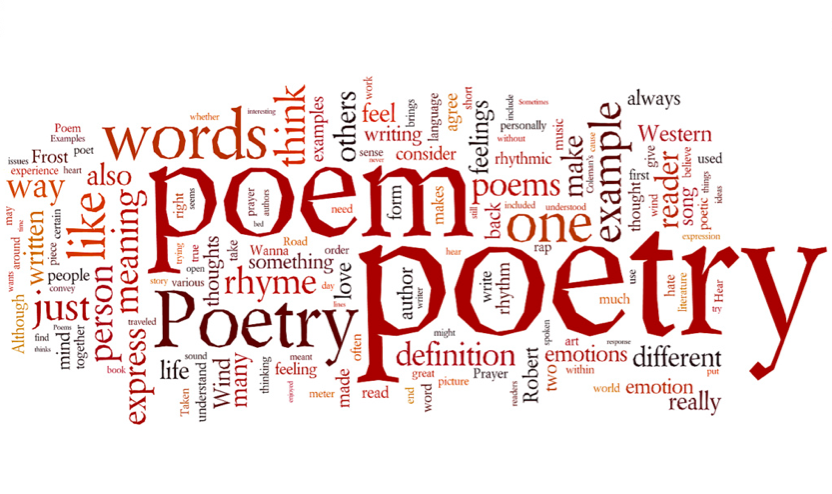 poem
poetry
Poetry
words
one
example
like
just
way
meaning
think
person
express
rhyme
definition
different
really
reader
poems
others
Western
always
feelings
make
feel
writing
consider
examples
also
Frost
Poem
Examples
poet
issues
experience
heart
whether
interesting
sense
never
work
brings
language
agree
short
include
Sometimes
personally
without
music
rhythmic
cause
Coleman's
first
give
believe
used
thought
wind
song
poetic
things
ideas
expression
right
seems
prayer
authors
bed
need
form
makes
still
back
included
understood
rap
hear
may
around
time
written
piece
certain
people
convey
wants
Although
find
thinks
Poems
mind
together
book
traveled
trying
true
open
story
various
thoughts
take
Wanna
Road
order
something
day
love
lines
author
writer
write
rhythm
much
use
hate
literature
Hear
try
life
sound
understand
Taken
Wind
many
thinking
meant
feeling
enjoyed
meter
made
often
read
might
great
picture
end
word
Prayer
readers
Robert
spoken
two
art
response
within
emotions
world
emotion
put